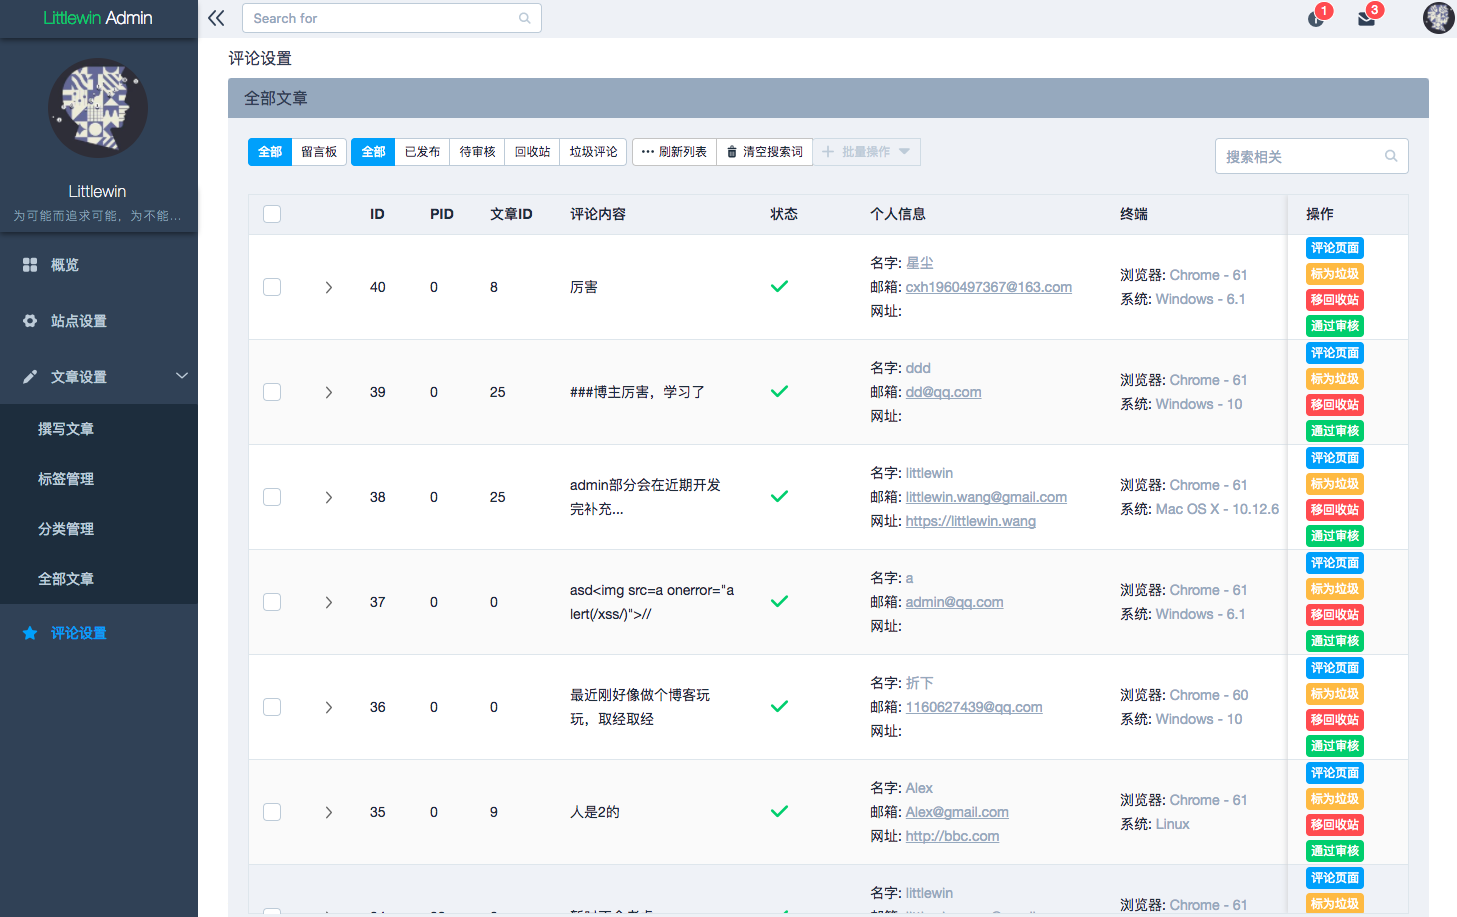 Littlewin Admin
Search for
1
3
Littlewin
为可能而追求可能，为不能...
概览
站点设置
文章设置
撰写文章
标签管理
分类管理
全部文章
评论设置
评论设置
全部文章
全部 留言板 全部 已发布 待审核 回收站 垃圾评论 刷新列表 清空搜索词 批量操作 搜索相关
ID PID 文章ID 评论内容 状态 个人信息 终端 操作
40 0 8 厉害
名字: 星尘
邮箱: cxh1960497367@163.com
网址:
浏览器: Chrome - 61
系统: Windows - 6.1
评论页面
标为垃圾
移回收站
通过审核
39 0 25 ###博主厉害，学习了
名字: ddd
邮箱: dd@qq.com
网址:
浏览器: Chrome - 61
系统: Windows - 10
评论页面
标为垃圾
移回收站
通过审核
38 0 25
admin部分会在近期开发
完补充...
名字: littlewin
邮箱: littlewin.wang@gmail.com
网址: https://littlewin.wang
浏览器: Chrome - 61
系统: Mac OS X - 10.12.6
评论页面
标为垃圾
移回收站
通过审核
37 0 0
asd<img src=a onerror="a
lert(/xss/)">//
名字: a
邮箱: admin@qq.com
网址:
浏览器: Chrome - 61
系统: Windows - 6.1
评论页面
标为垃圾
移回收站
通过审核
36 0 0
最近刚好像做个博客玩
玩，取经取经
名字: 折下
邮箱: 1160627439@qq.com
网址:
浏览器: Chrome - 60
系统: Windows - 10
评论页面
标为垃圾
移回收站
通过审核
35 0 9 人是2的
名字: Alex
邮箱: Alex@gmail.com
网址: http://bbc.com
浏览器: Chrome - 61
系统: Linux
评论页面
标为垃圾
移回收站
通过审核
名字: littlewin
浏览器: Chrome - 61
评论页面
标为垃圾